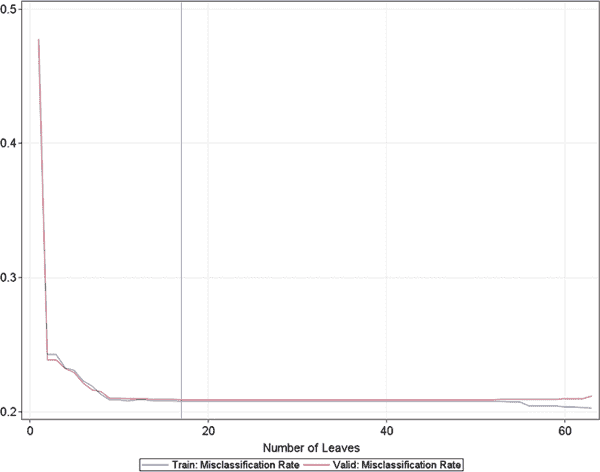 0.5
0.4
0.3
0.2
0 20 40 60
Number of Leaves
Train: Misclassification Rate Valid: Misclassification Rate